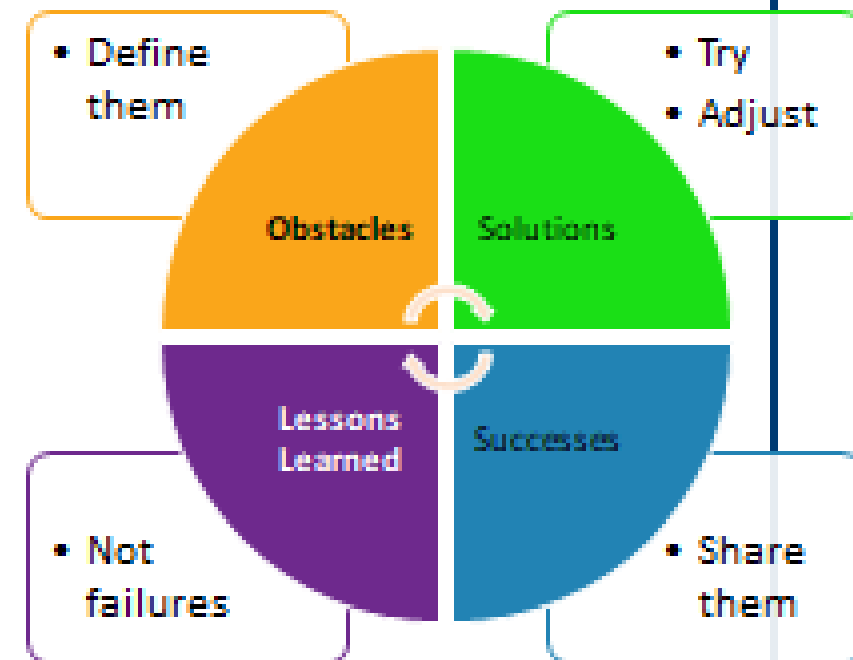 • Define
them
• Try
• Adjust
Obstacles
Solutions
Lessons
Learned
Successes
• Not
failures
• Share
them